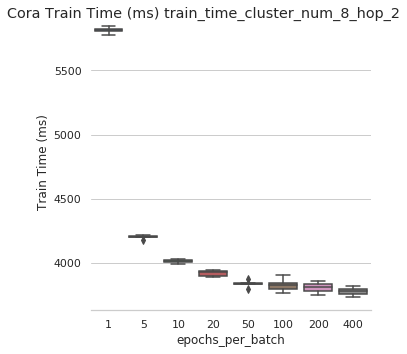 Cora Train Time (ms) train_time_cluster_num_8_hop_2
5500
5000
4500
4000
Train Time (ms)
1 5 10 20 50 100 200 400
epochs_per_batch